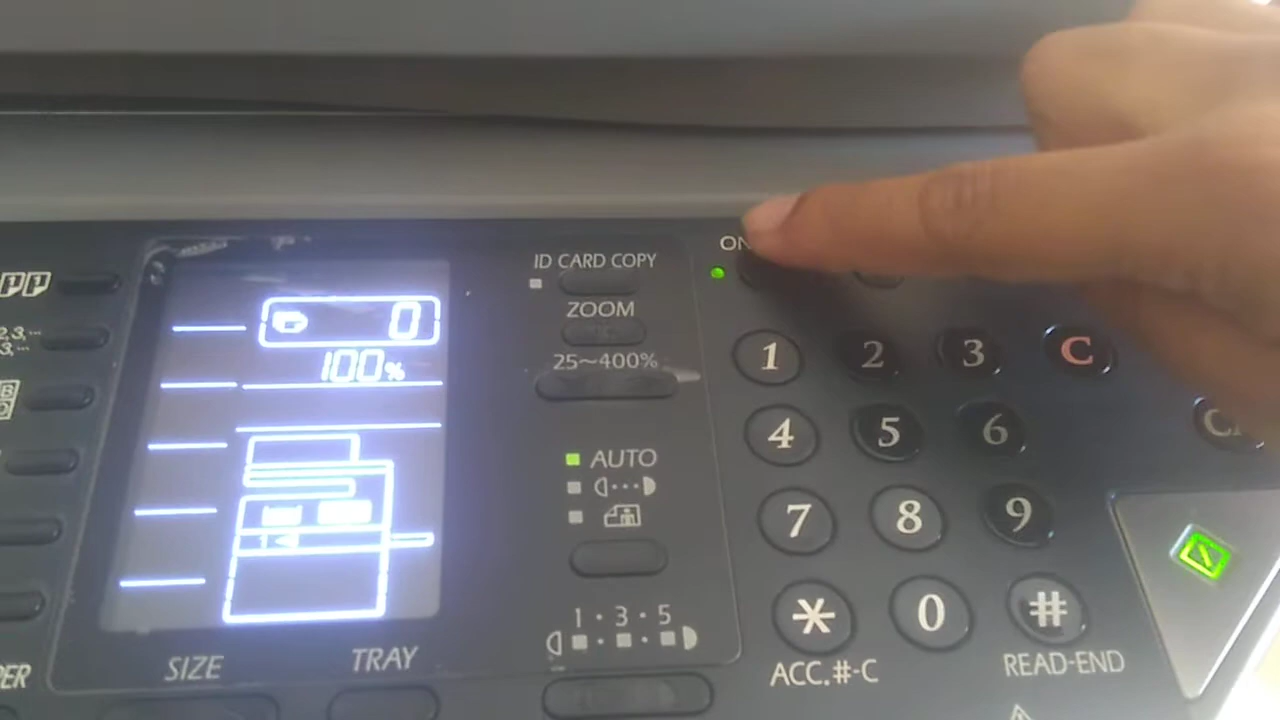 ID CARD COPY
ON
0
ZOOM
100%
25~400%
1 2 3 C
4 5 6
AUTO
7 8 9
1・3・5
* 0 #
SIZE TRAY
ACC.#-C
READ-END